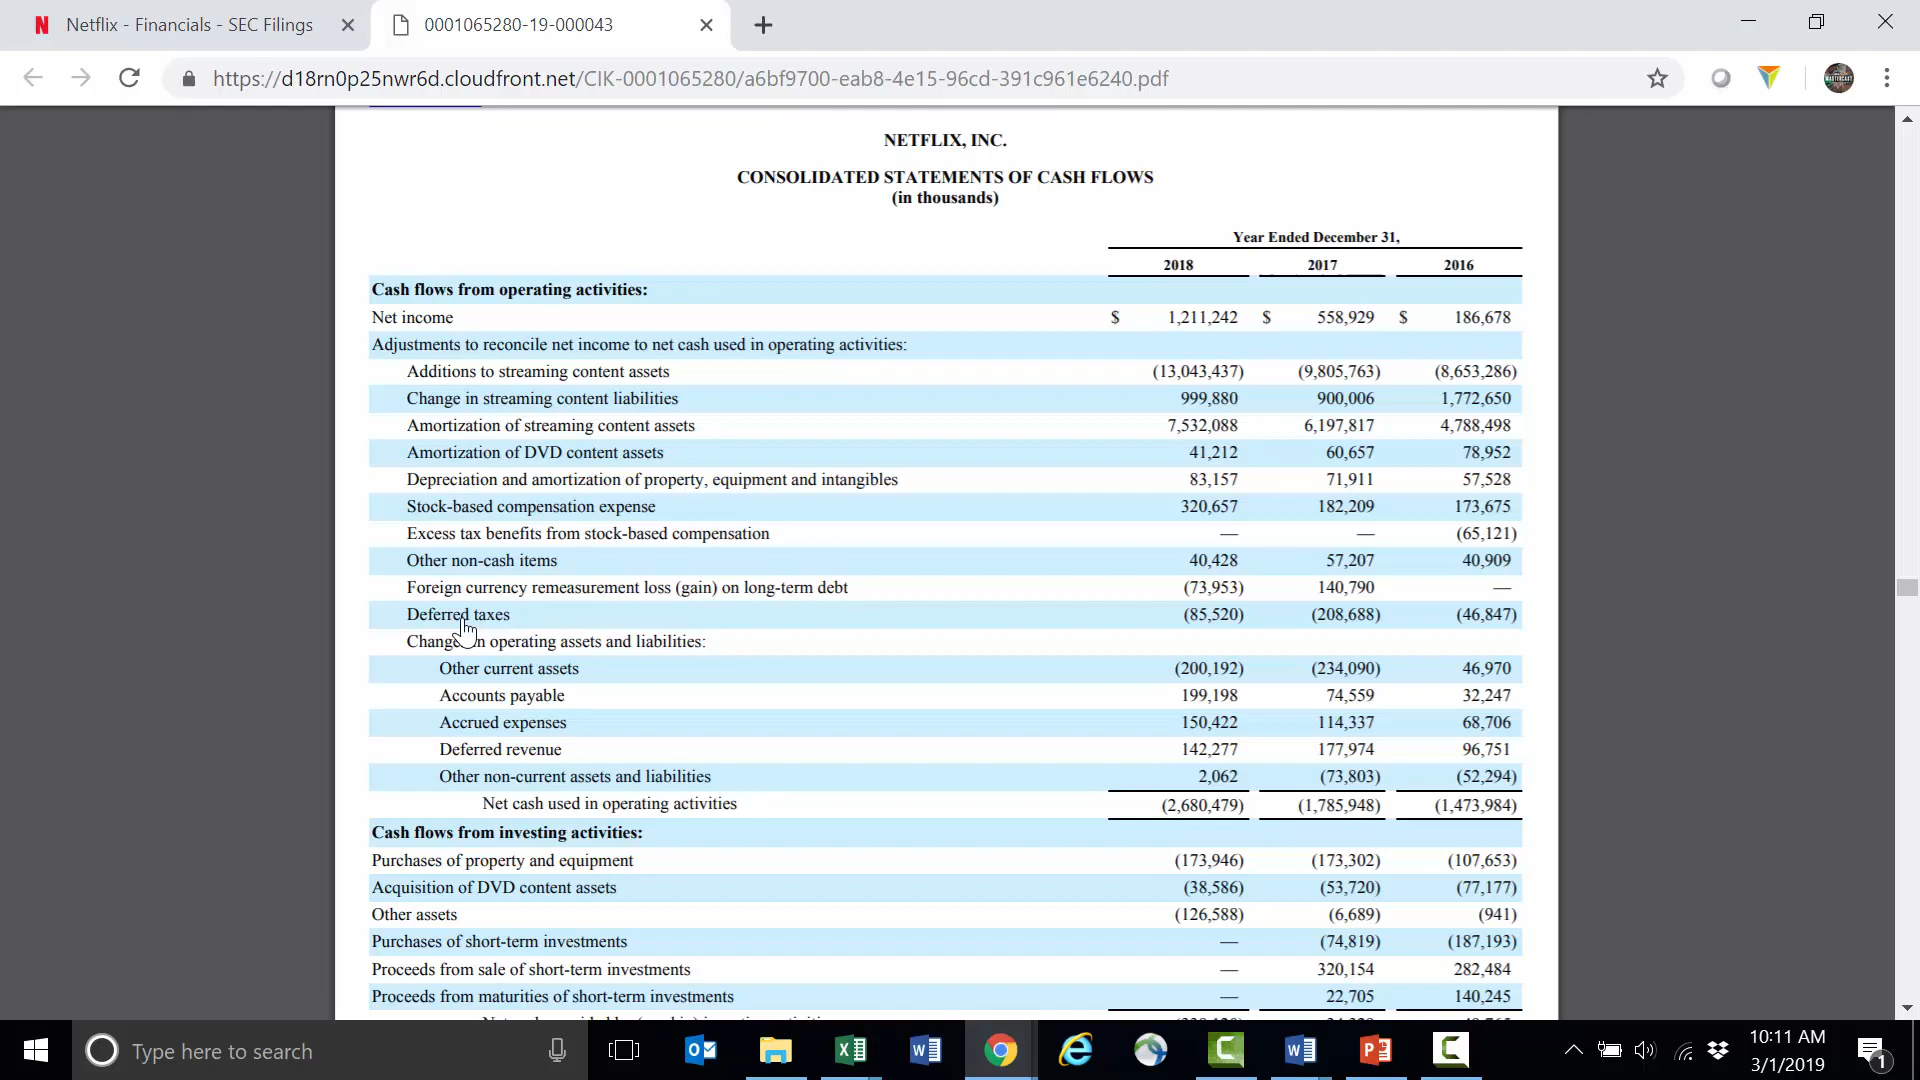 Netflix - Financials - SEC Filings
0001065280-19-000043
https://d18rn0p25nwr6d.cloudfront.net/CIK-0001065280/a6bf9700-eab8-4e15-96cd-391c961e6240.pdf
NETFLIX, INC.
CONSOLIDATED STATEMENTS OF CASH FLOWS
(in thousands)
Year Ended December 31,
2018 2017 2016
Cash flows from operating activities:
Net income $ 1,211,242 $ 558,929 $ 186,678
Adjustments to reconcile net income to net cash used in operating activities:
Additions to streaming content assets (13,043,437) (9,805,763) (8,653,286)
Change in streaming content liabilities 999,880 900,006 1,772,650
Amortization of streaming content assets 7,532,088 6,197,817 4,788,498
Amortization of DVD content assets 41,212 60,657 78,952
Depreciation and amortization of property, equipment and intangibles 83,157 71,911 57,528
Stock-based compensation expense 320,657 182,209 173,675
Excess tax benefits from stock-based compensation — — (65,121)
Other non-cash items 40,428 57,207 40,909
Foreign currency remeasurement loss (gain) on long-term debt (73,953) 140,790 —
Deferred taxes (85,520) (208,688) (46,847)
Changes in operating assets and liabilities:
Other current assets (200,192) (234,090) 46,970
Accounts payable 199,198 74,559 32,247
Accrued expenses 150,422 114,337 68,706
Deferred revenue 142,277 177,974 96,751
Other non-current assets and liabilities 2,062 (73,803) (52,294)
Net cash used in operating activities (2,680,479) (1,785,948) (1,473,984)
Cash flows from investing activities:
Purchases of property and equipment (173,946) (173,302) (107,653)
Acquisition of DVD content assets (38,586) (53,720) (77,177)
Other assets (126,588) (6,689) (941)
Purchases of short-term investments — (74,819) (187,193)
Proceeds from sale of short-term investments — 320,154 282,484
Proceeds from maturities of short-term investments — 22,705 140,245
Type here to search
10:11 AM
3/1/2019
1